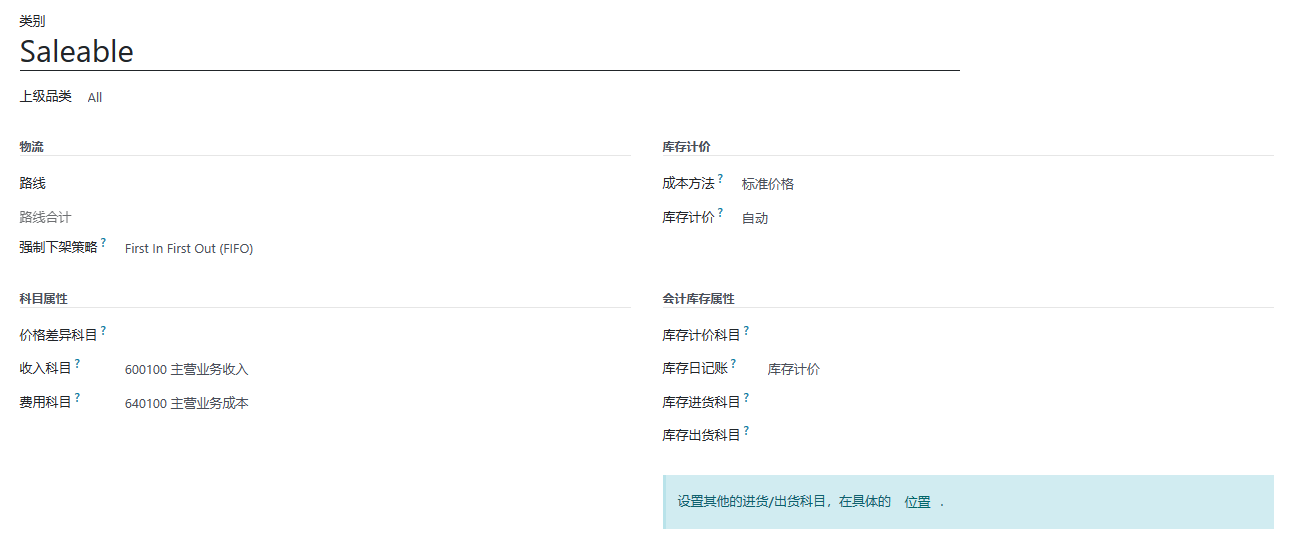 类别
Saleable
上级品类 All
物流
路线
路线合计
强制下架策略? First In First Out (FIFO)
库存计价
成本方法? 标准价格
库存计价? 自动
科目属性
价格差异科目?
收入科目? 600100 主营业务收入
费用科目? 640100 主营业务成本
会计库存属性
库存计价科目?
库存日记账? 库存计价
库存进货科目?
库存出货科目?
设置其他的进货/出货科目，在具体的 位置 .